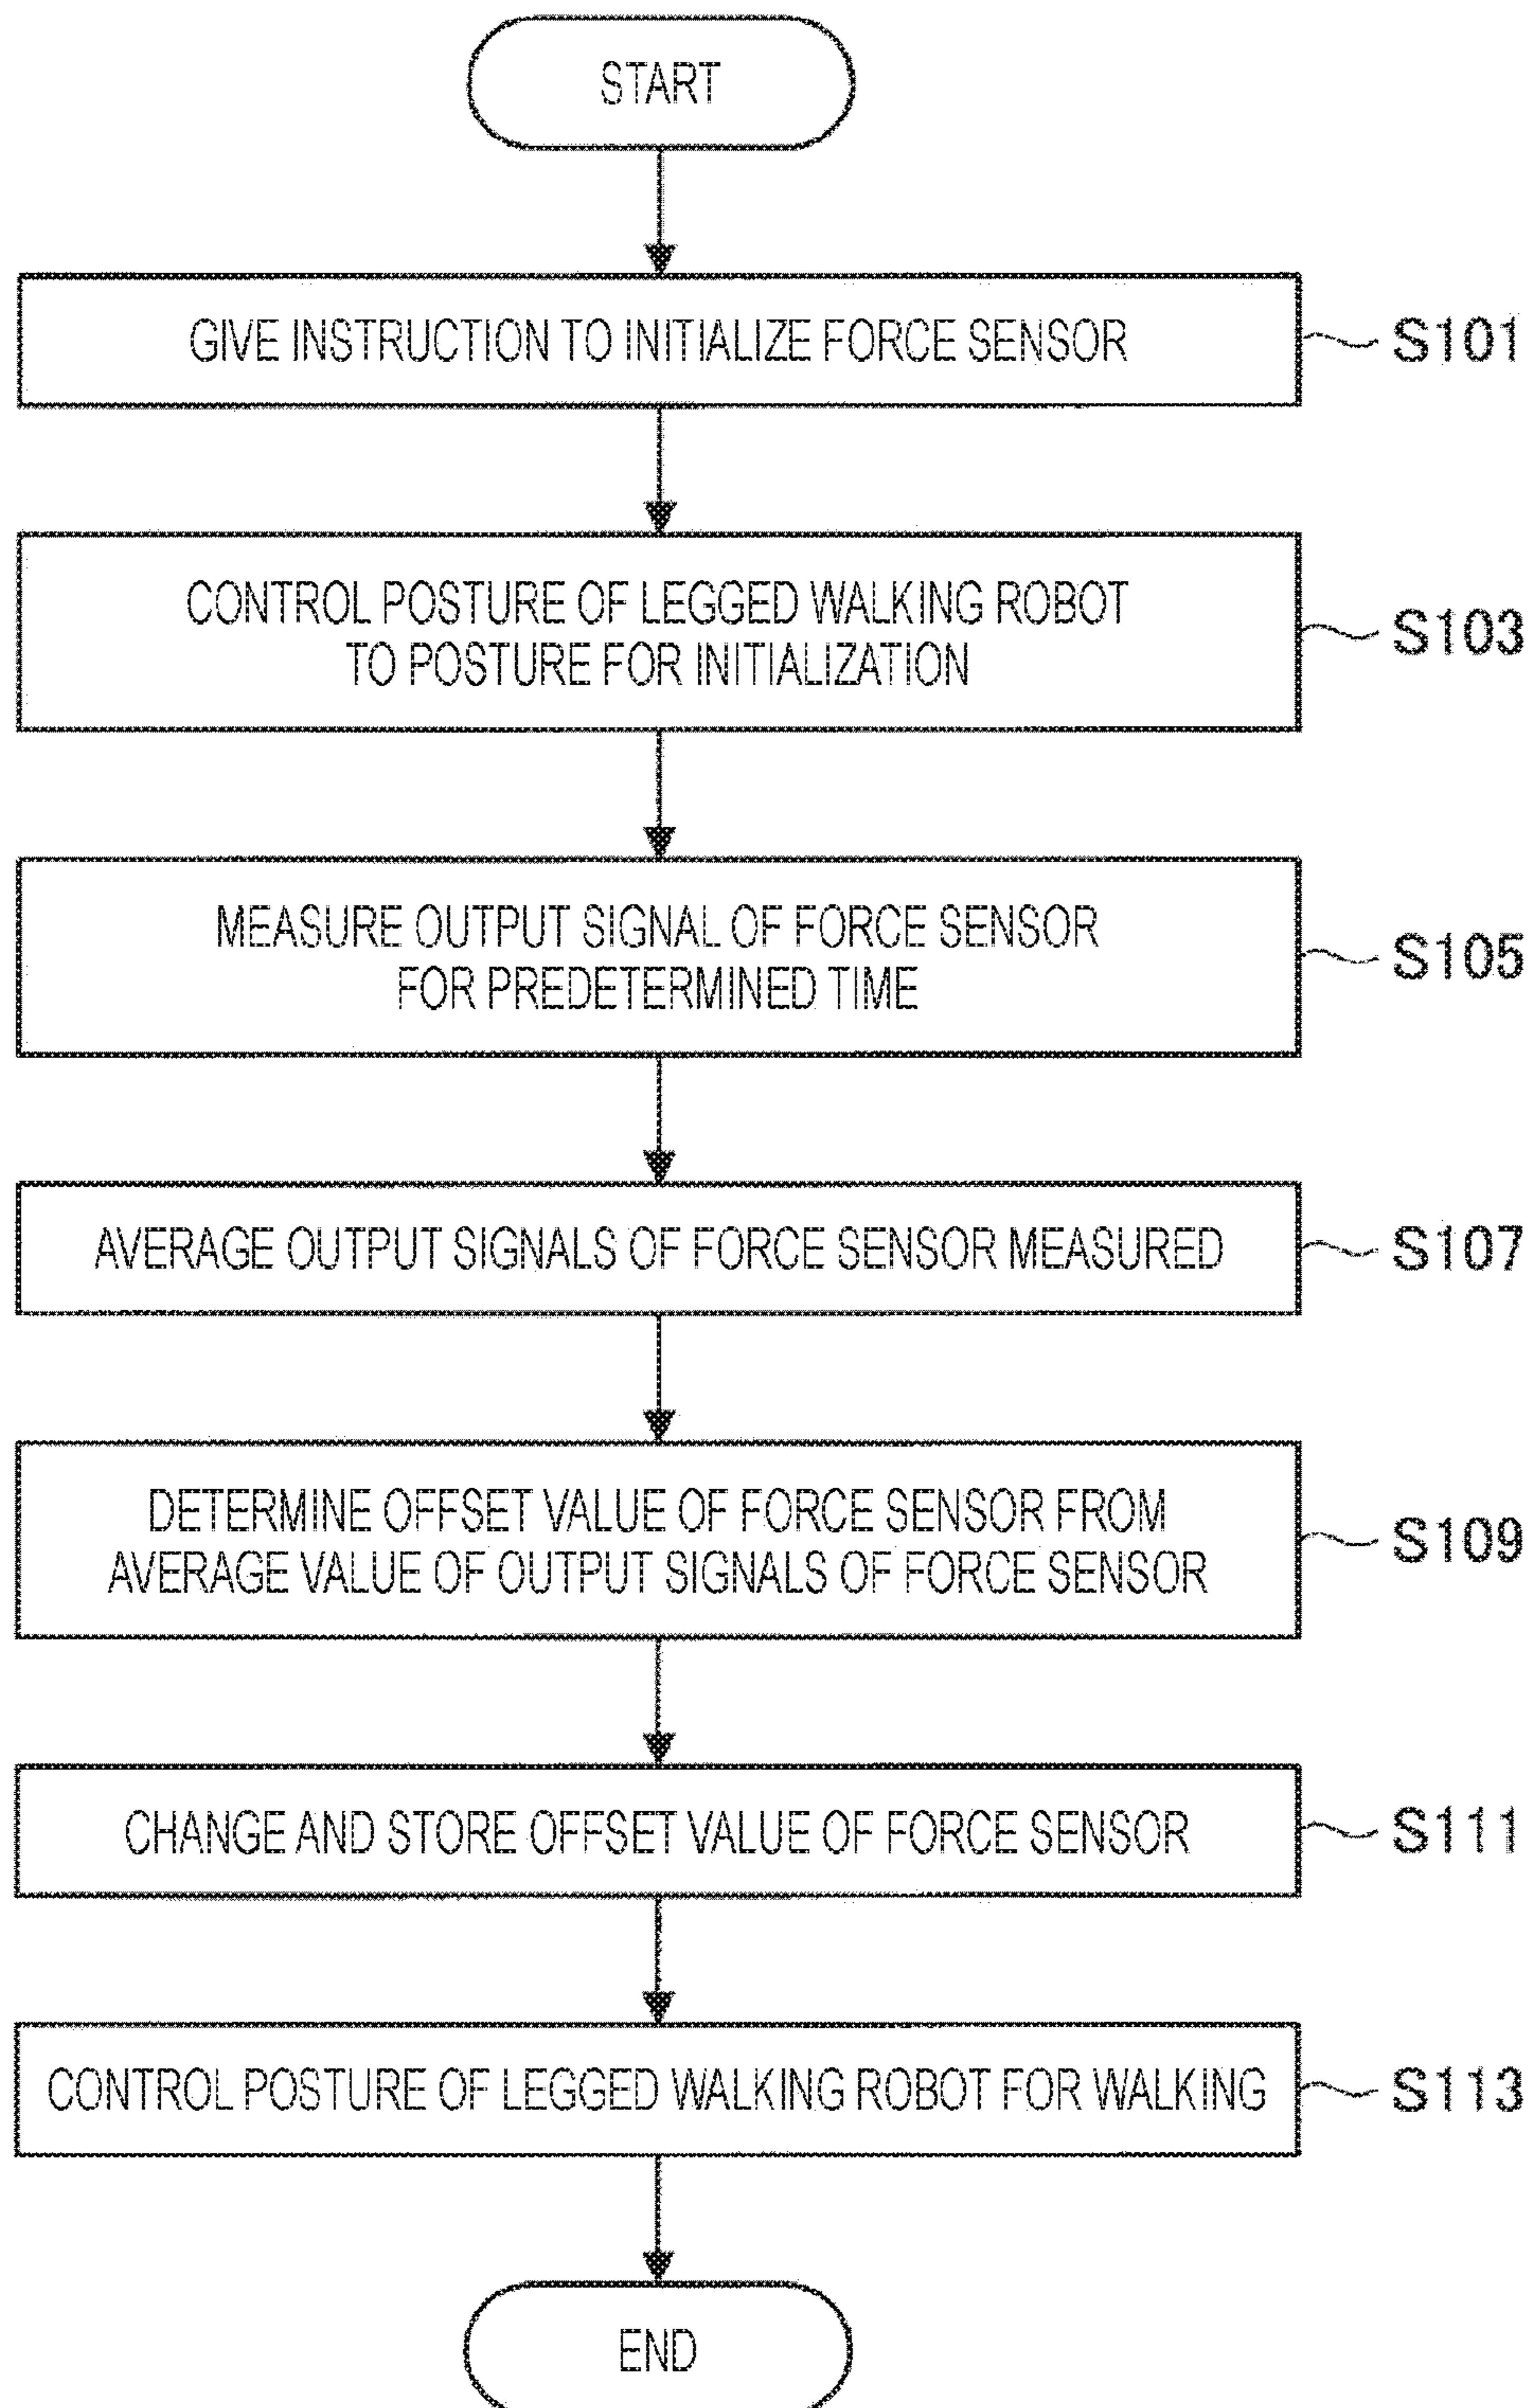 START
GIVE INSTRUCTION TO INITIALIZE FORCE SENSOR
S101
CONTROL POSTURE OF LEGGED WALKING ROBOT
TO POSTURE FOR INITIALIZATION
S103
MEASURE OUTPUT SIGNAL OF FORCE SENSOR
FOR PREDETERMINED TIME
S105
AVERAGE OUTPUT SIGNALS OF FORCE SENSOR MEASURED
S107
DETERMINE OFFSET VALUE OF FORCE SENSOR FROM
AVERAGE VALUE OF OUTPUT SIGNALS OF FORCE SENSOR
S109
CHANGE AND STORE OFFSET VALUE OF FORCE SENSOR
S111
CONTROL POSTURE OF LEGGED WALKING ROBOT FOR WALKING
S113
END